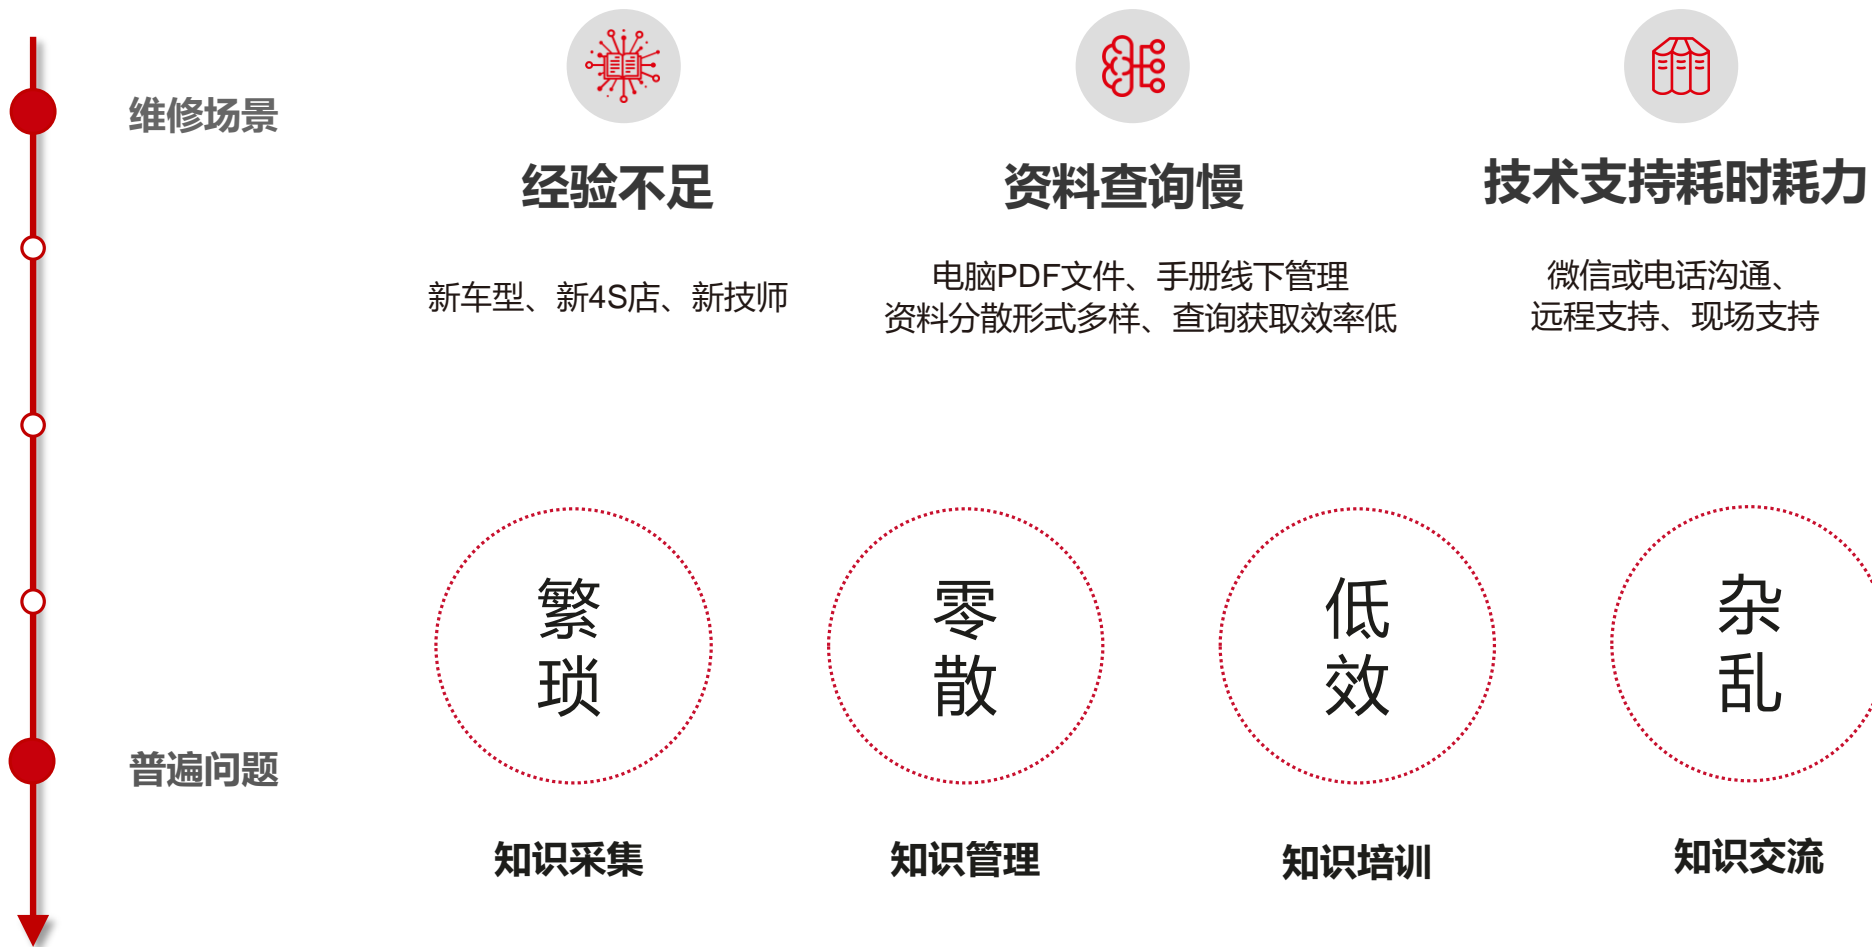 维修场景
经验不足
资料查询慢
技术支持耗时耗力
新车型、新4S店、新技师
电脑PDF文件、手册线下管理
资料分散形式多样、查询获取效率低
微信或电话沟通、
远程支持、现场支持
普遍问题
繁
琐
零
散
低
效
杂
乱
知识采集
知识管理
知识培训
知识交流